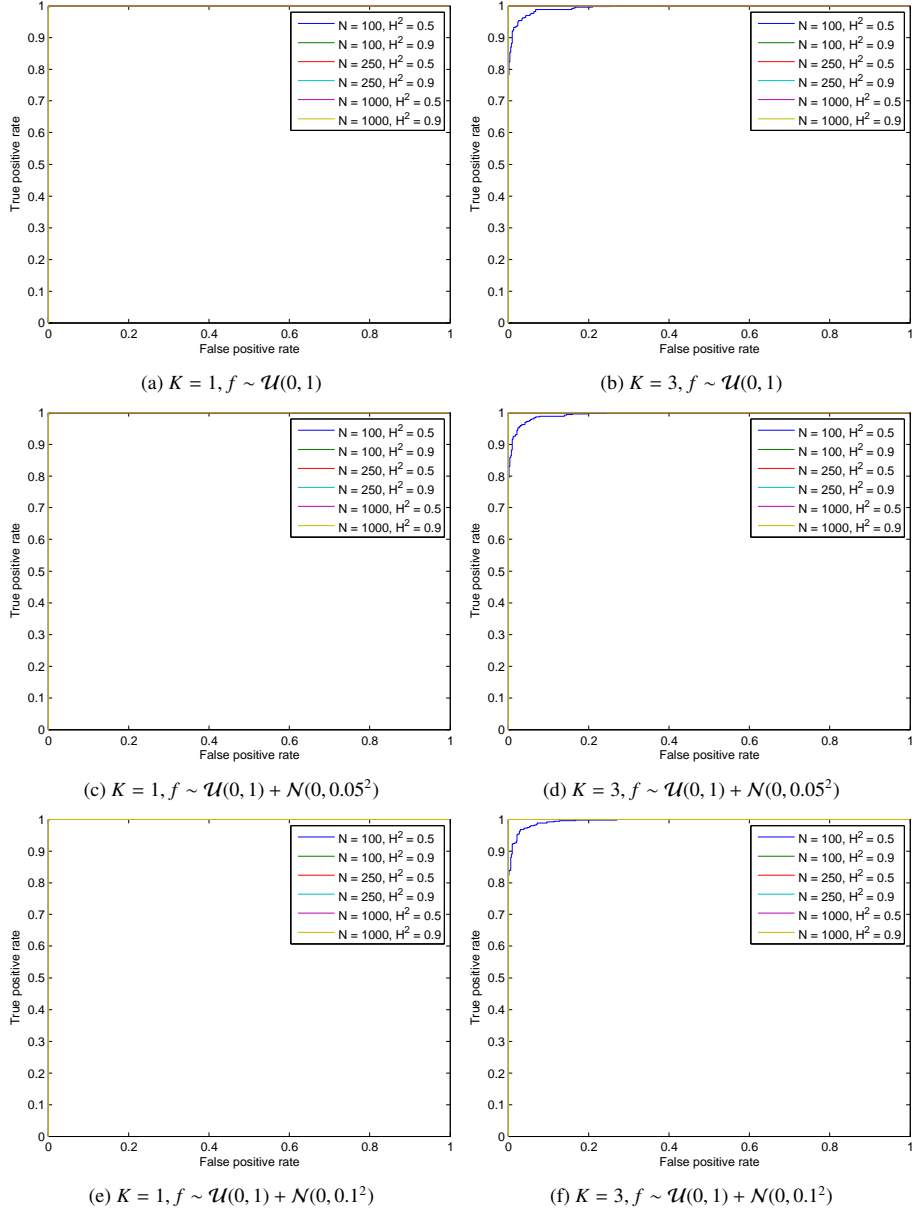 1
0.9
0.8
0.7
0.6
0.5
0.4
0.3
0.2
0.1
0
True positive rate
0 0.2 0.4 0.6 0.8 1
False positive rate
N = 100, H² = 0.5
N = 100, H² = 0.9
N = 250, H² = 0.5
N = 250, H² = 0.9
N = 1000, H² = 0.5
N = 1000, H² = 0.9
(a) K = 1, f ∼ 𝒰(0, 1)
1
0.9
0.8
0.7
0.6
0.5
0.4
0.3
0.2
0.1
0
True positive rate
0 0.2 0.4 0.6 0.8 1
False positive rate
N = 100, H² = 0.5
N = 100, H² = 0.9
N = 250, H² = 0.5
N = 250, H² = 0.9
N = 1000, H² = 0.5
N = 1000, H² = 0.9
(b) K = 3, f ∼ 𝒰(0, 1)
1
0.9
0.8
0.7
0.6
0.5
0.4
0.3
0.2
0.1
0
True positive rate
0 0.2 0.4 0.6 0.8 1
False positive rate
N = 100, H² = 0.5
N = 100, H² = 0.9
N = 250, H² = 0.5
N = 250, H² = 0.9
N = 1000, H² = 0.5
N = 1000, H² = 0.9
(c) K = 1, f ∼ 𝒰(0, 1) + 𝒩(0, 0.05²)
1
0.9
0.8
0.7
0.6
0.5
0.4
0.3
0.2
0.1
0
True positive rate
0 0.2 0.4 0.6 0.8 1
False positive rate
N = 100, H² = 0.5
N = 100, H² = 0.9
N = 250, H² = 0.5
N = 250, H² = 0.9
N = 1000, H² = 0.5
N = 1000, H² = 0.9
(d) K = 3, f ∼ 𝒰(0, 1) + 𝒩(0, 0.05²)
1
0.9
0.8
0.7
0.6
0.5
0.4
0.3
0.2
0.1
0
True positive rate
0 0.2 0.4 0.6 0.8 1
False positive rate
N = 100, H² = 0.5
N = 100, H² = 0.9
N = 250, H² = 0.5
N = 250, H² = 0.9
N = 1000, H² = 0.5
N = 1000, H² = 0.9
(e) K = 1, f ∼ 𝒰(0, 1) + 𝒩(0, 0.1²)
1
0.9
0.8
0.7
0.6
0.5
0.4
0.3
0.2
0.1
0
True positive rate
0 0.2 0.4 0.6 0.8 1
False positive rate
N = 100, H² = 0.5
N = 100, H² = 0.9
N = 250, H² = 0.5
N = 250, H² = 0.9
N = 1000, H² = 0.5
N = 1000, H² = 0.9
(f) K = 3, f ∼ 𝒰(0, 1) + 𝒩(0, 0.1²)